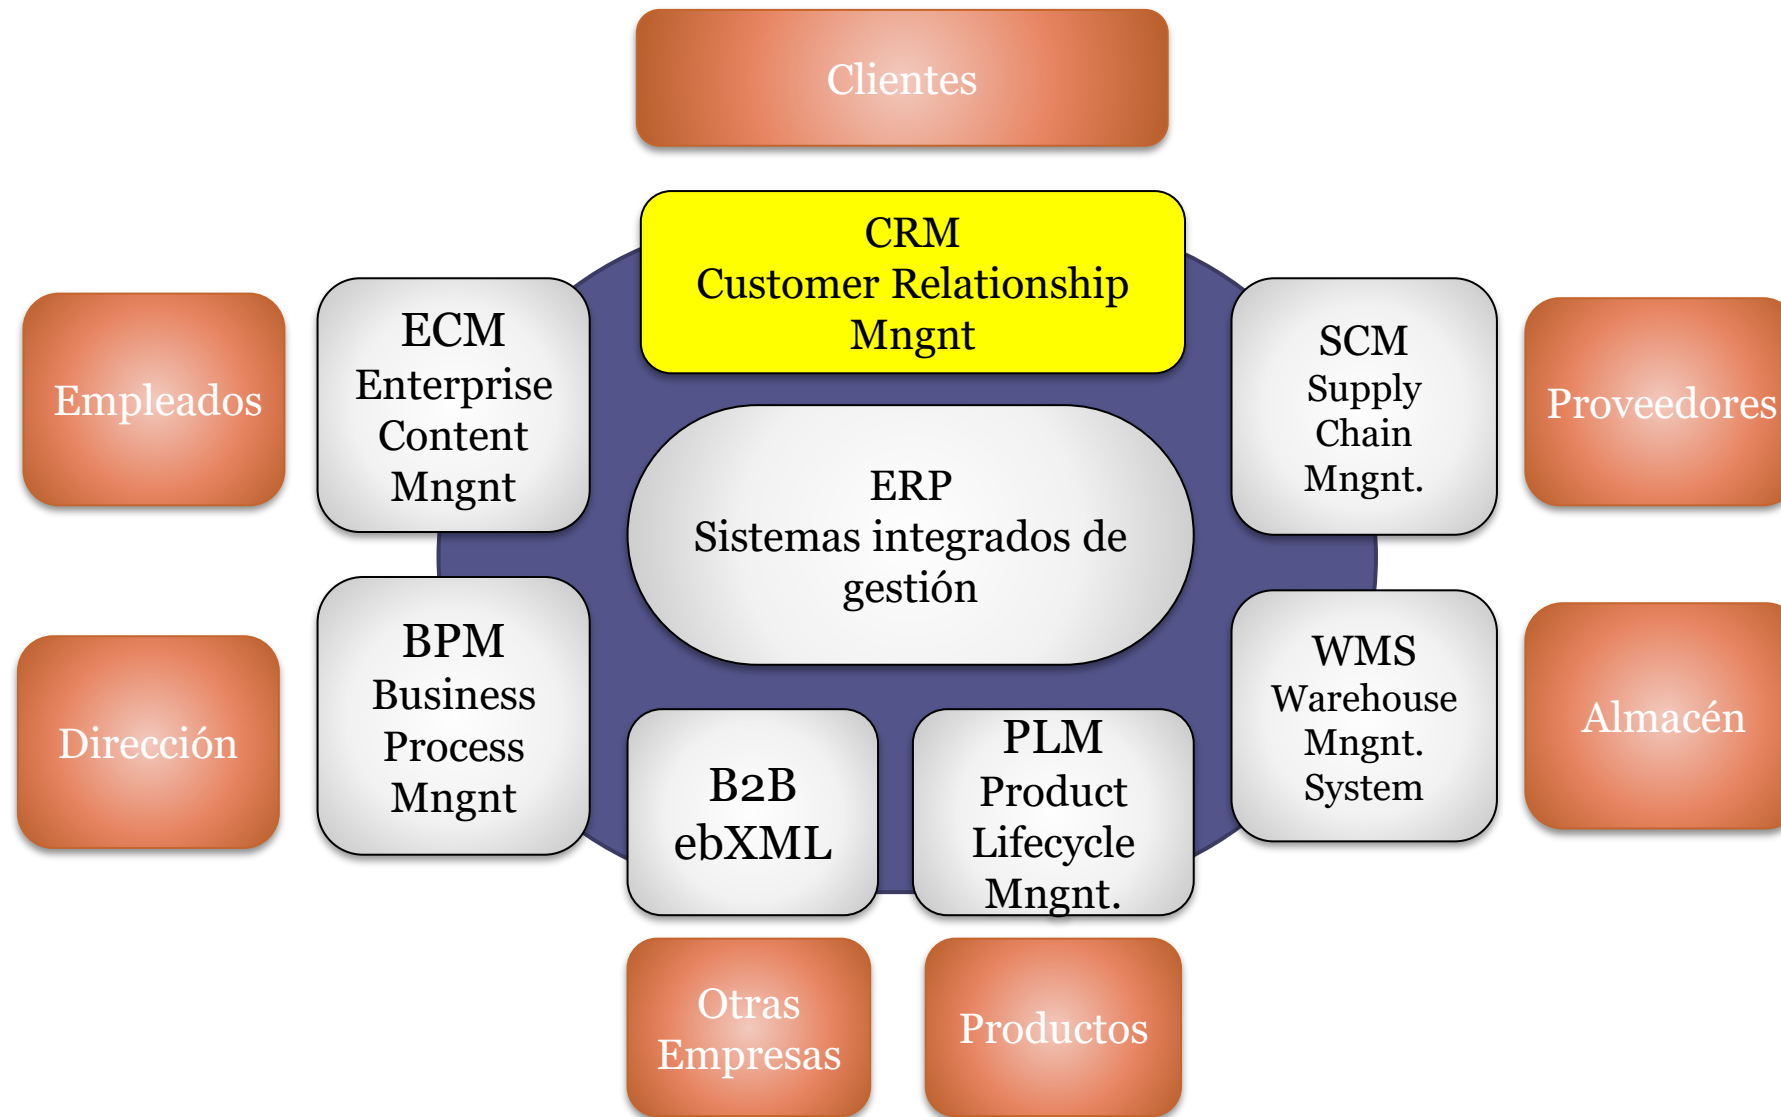 Clientes
CRM
Customer Relationship
Mngnt
Empleados
ECM
Enterprise
Content
Mngnt
SCM
Supply
Chain
Mngnt.
Proveedores
ERP
Sistemas integrados de
gestión
Dirección
BPM
Business
Process
Mngnt
WMS
Warehouse
Mngnt.
System
Almacén
B2B
ebXML
PLM
Product
Lifecycle
Mngnt.
Otras
Empresas
Productos